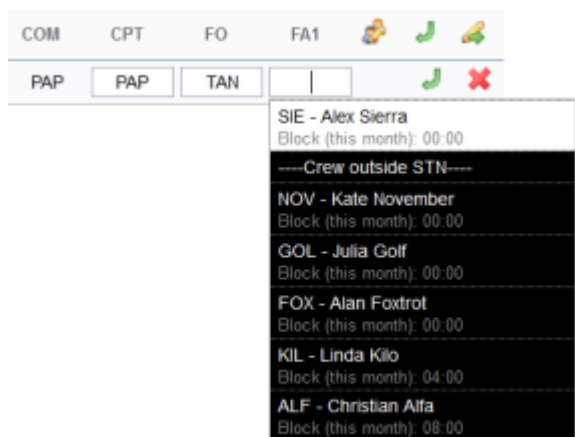 COM CPT FO FA1
PAP PAP TAN
SIE - Alex Sierra
Block (this month): 00:00
----Crew outside STN----
NOV - Kate November
Block (this month): 00:00
GOL - Julia Golf
Block (this month): 00:00
FOX - Alan Foxtrot
Block (this month): 00:00
KIL - Linda Kilo
Block (this month): 04:00
ALF - Christian Alfa
Block (this month): 08:00